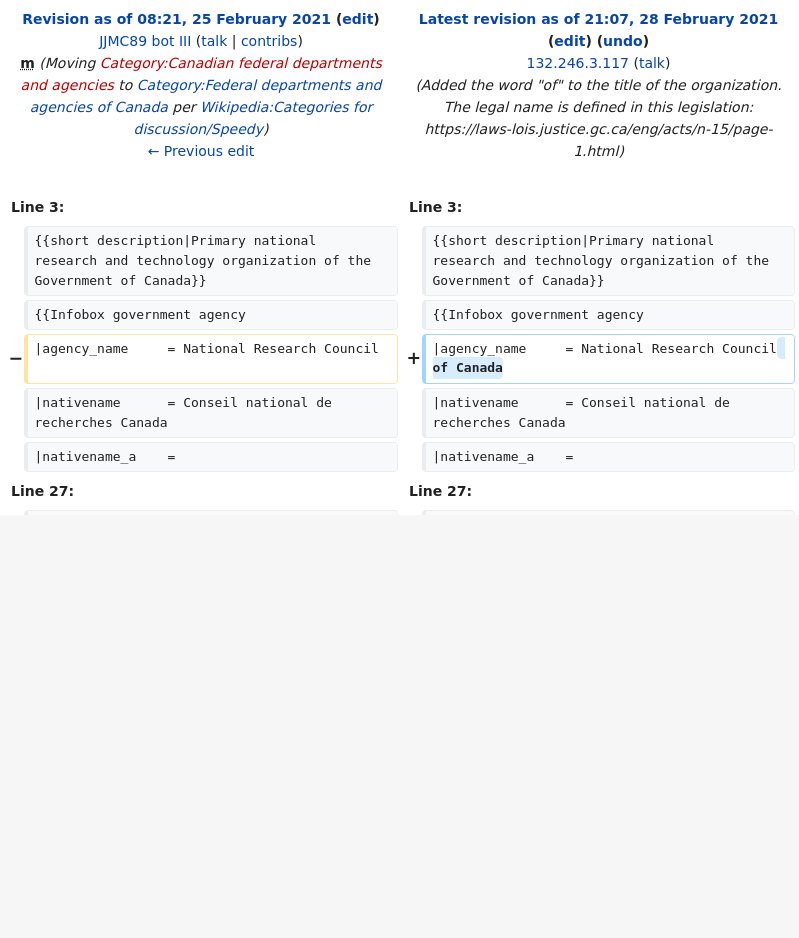 Revision as of 08:21, 25 February 2021 (edit)
JJMC89 bot III (talk | contribs)
m (Moving Category:Canadian federal departments
and agencies to Category:Federal departments and
agencies of Canada per Wikipedia:Categories for
discussion/Speedy)
← Previous edit
Latest revision as of 21:07, 28 February 2021
(edit) (undo)
132.246.3.117 (talk)
(Added the word "of" to the title of the organization.
The legal name is defined in this legislation:
https://laws-lois.justice.gc.ca/eng/acts/n-15/page-
1.html)
Line 3:
{{short description|Primary national
research and technology organization of the
Government of Canada}}
{{Infobox government agency
− |agency_name     = National Research Council
|nativename      = Conseil national de
recherches Canada
|nativename_a    =
Line 27:
Line 3:
{{short description|Primary national
research and technology organization of the
Government of Canada}}
{{Infobox government agency
+ |agency_name     = National Research Council
of Canada
|nativename      = Conseil national de
recherches Canada
|nativename_a    =
Line 27: